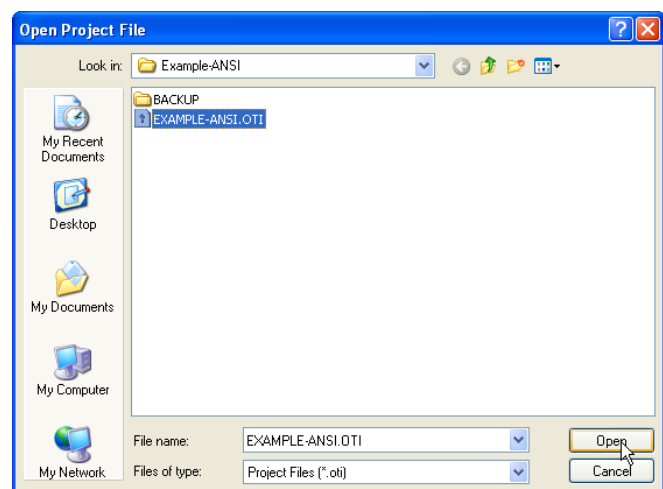 Open Project File
Look in: Example-ANSI
BACKUP
EXAMPLE-ANSI.OTI
My Recent
Documents
Desktop
My Documents
My Computer
My Network
File name: EXAMPLE-ANSI.OTI Open
Files of type: Project Files (*.oti) Cancel